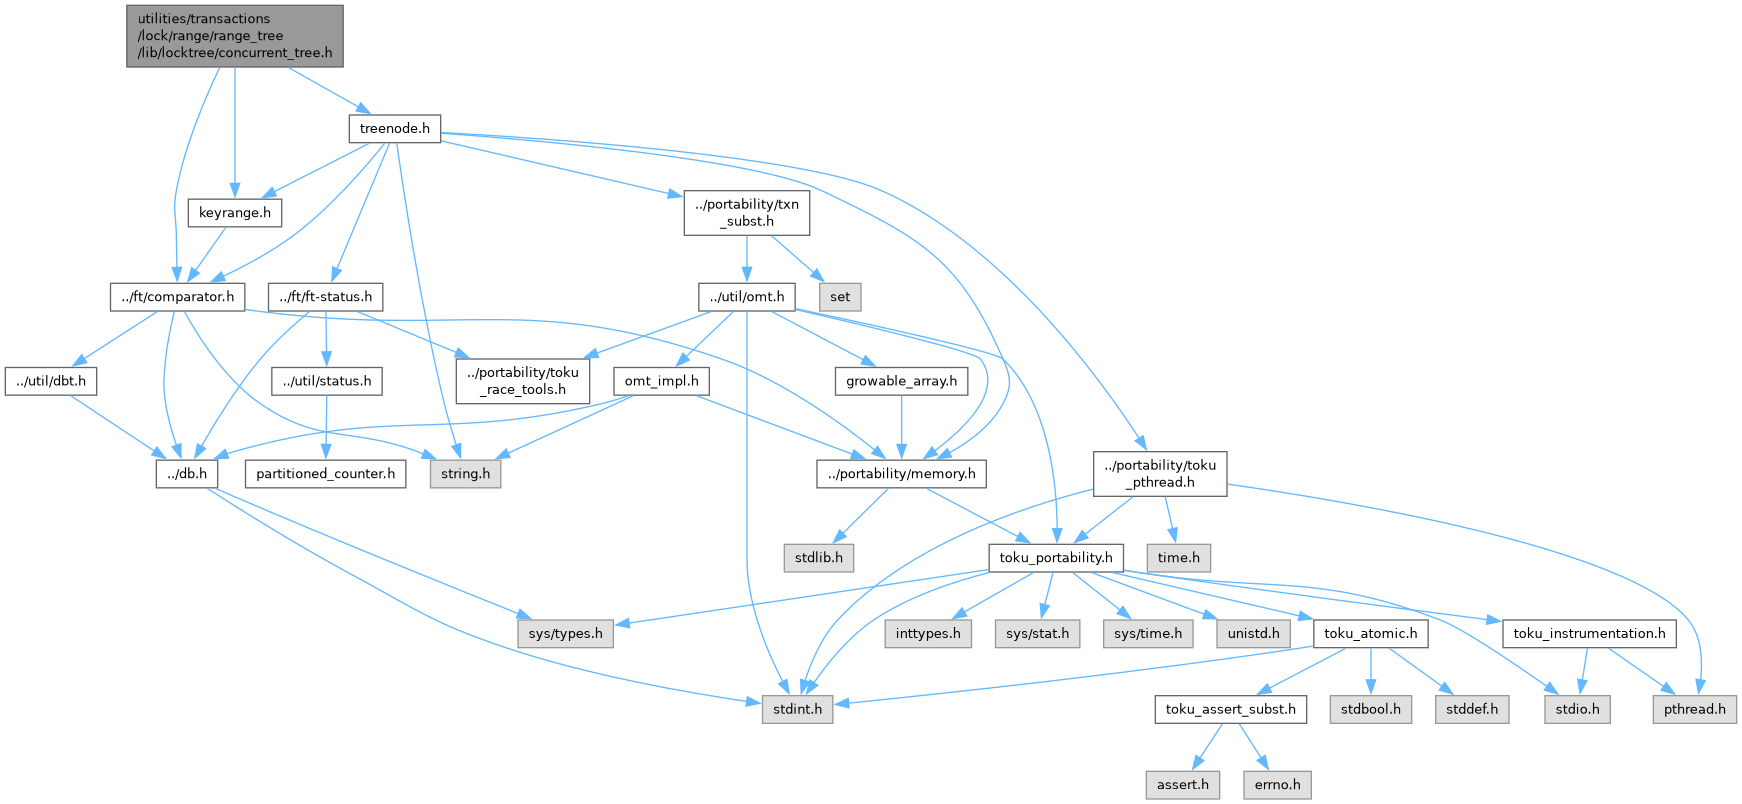 utilities/transactions
/lock/range/range_tree
/lib/locktree/concurrent_tree.h
treenode.h
keyrange.h
../portability/txn
_subst.h
../ft/comparator.h
../ft/ft-status.h
../util/omt.h
set
../util/dbt.h
../util/status.h
../portability/toku
_race_tools.h
omt_impl.h
growable_array.h
../db.h
partitioned_counter.h
string.h
../portability/memory.h
../portability/toku
_pthread.h
stdlib.h
toku_portability.h
time.h
sys/types.h
inttypes.h
sys/stat.h
sys/time.h
unistd.h
toku_atomic.h
toku_instrumentation.h
stdint.h
toku_assert_subst.h
stdbool.h
stddef.h
stdio.h
pthread.h
assert.h
errno.h